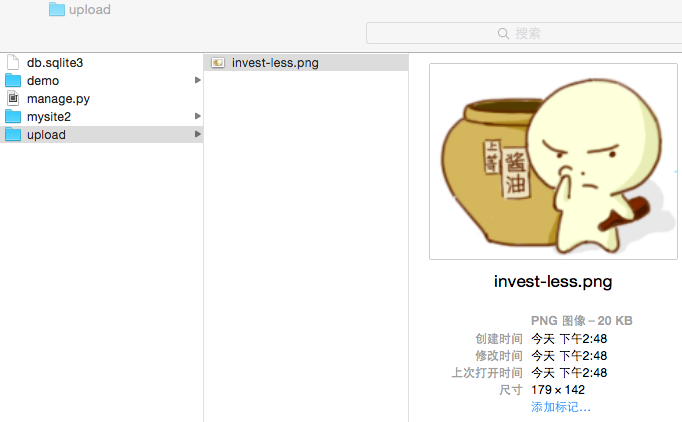 upload
搜索
db.sqlite3
demo
manage.py
mysite2
upload
invest-less.png
上等
酱油
invest-less.png
PNG 图像 – 20 KB
创建时间 今天 下午2:48
修改时间 今天 下午2:48
上次打开时间 今天 下午2:48
尺寸 179 × 142
添加标记...